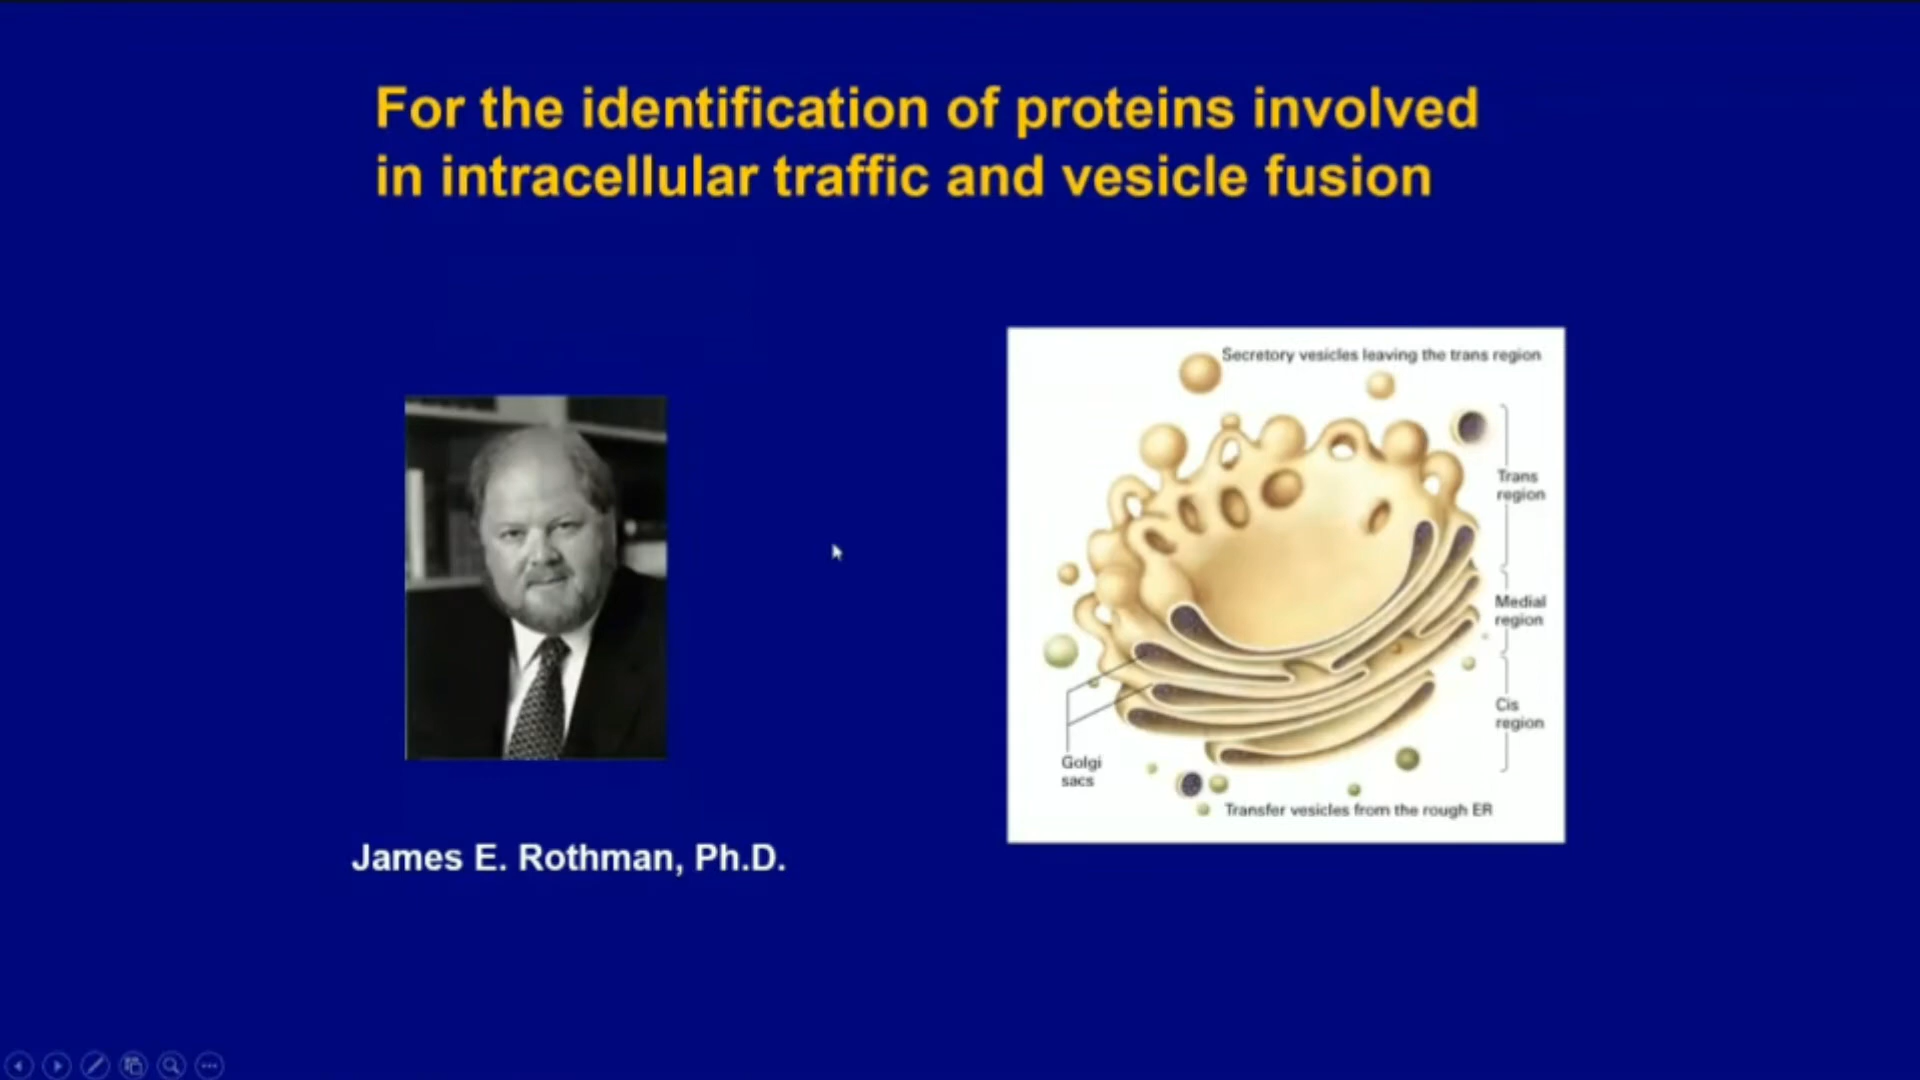 For the identification of proteins involved
in intracellular traffic and vesicle fusion
Secretory vesicles leaving the trans region
Trans
region
Medial
region
Cis
region
Golgi
sacs
Transfer vesicles from the rough ER
James E. Rothman, Ph.D.